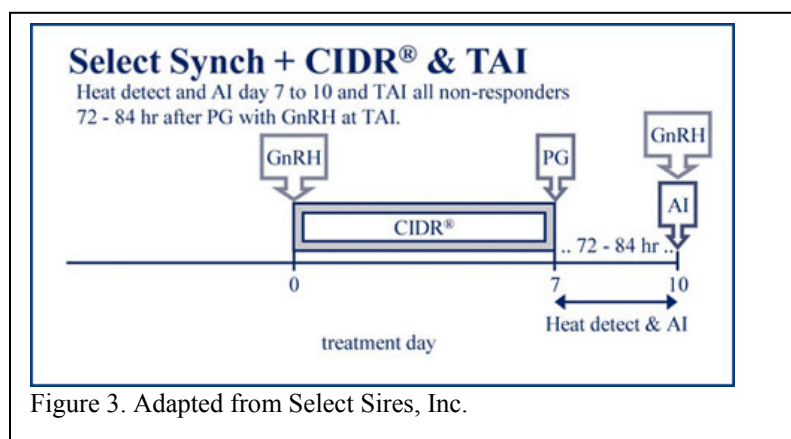 Select Synch + CIDR® & TAI
Heat detect and AI day 7 to 10 and TAI all non-responders
72 - 84 hr after PG with GnRH at TAI.
GnRH
PG
GnRH
AI
CIDR®
.. 72 - 84 hr ..
0
7
10
Heat detect & AI
treatment day
Figure 3. Adapted from Select Sires, Inc.